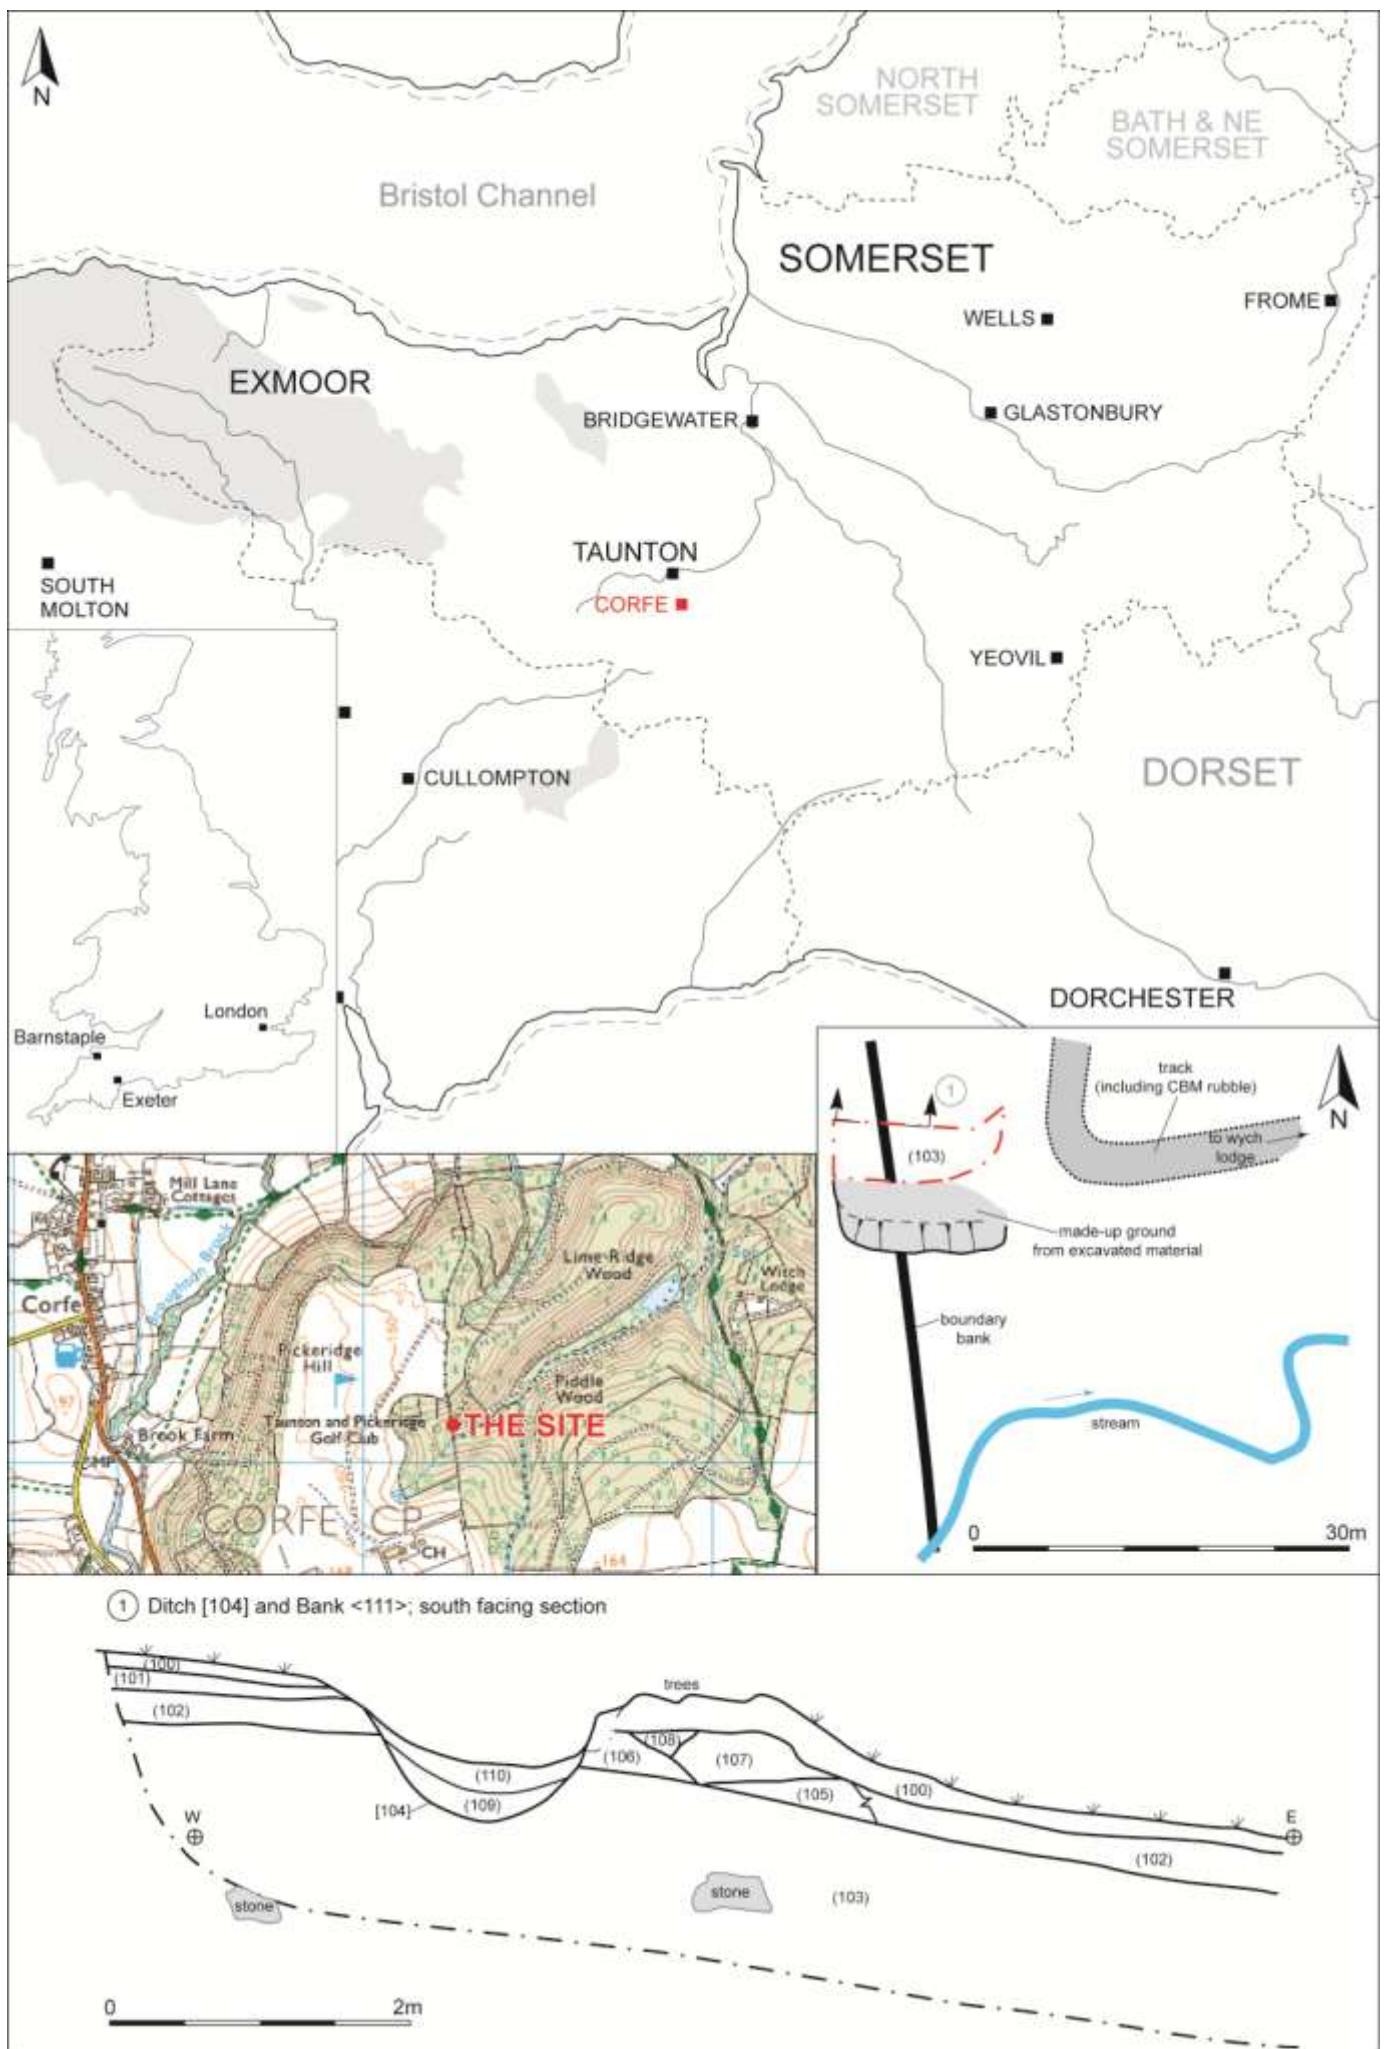 N
NORTH
SOMERSET
BATH & NE
SOMERSET
Bristol Channel
SOMERSET
FROME
WELLS
EXMOOR
BRIDGEWATER
GLASTONBURY
TAUNTON
SOUTH
MOLTON
CORFE
YEOVIL
CULLOMPTON
DORSET
DORCHESTER
London
Barnstaple
Exeter
1
track
(including CBM rubble)
N
to wych
lodge
(103)
made-up ground
from excavated material
boundary
bank
stream
0
30m
Mill Lane
Cottages
Lime-Ridge
Wood
Witch
Lodge
Corfe
Pickeridge
Hill
Piddle
Wood
Taunton and Pickeridge
Golf Club
THE SITE
Brook Farm
CORFE CP
CH
164
1 Ditch [104] and Bank <111>; south facing section
(100)
(101)
(102)
trees
(108)
(106)
(107)
(110)
(105)
(100)
[104]
(109)
W
E
(102)
stone
stone
(103)
0
2m